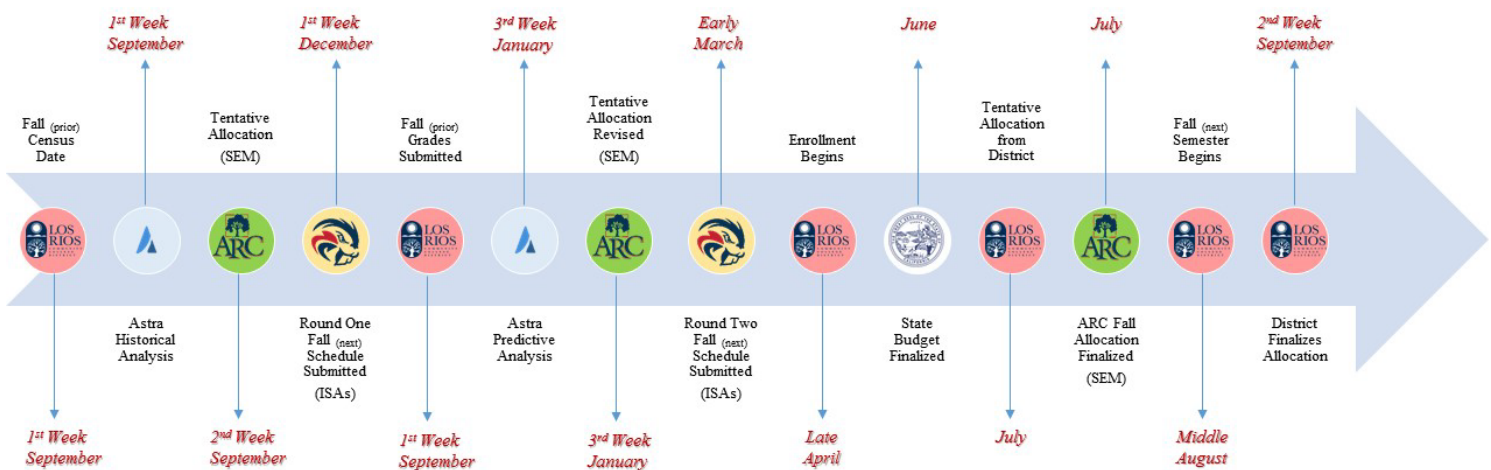 1st Week
September
1st Week
December
3rd Week
January
Early
March
June
July
2nd Week
September
Fall (prior)
Census
Date
Tentative
Allocation
(SEM)
Fall (prior)
Grades
Submitted
Tentative
Allocation
Revised
(SEM)
Enrollment
Begins
Tentative
Allocation
from
District
Fall (next)
Semester
Begins
LOS
RIOS
ARC
LOS
RIOS
ARC
LOS
RIOS
LOS
RIOS
ARC
LOS
RIOS
LOS
RIOS
Astra
Historical
Analysis
Round One
Fall (next)
Schedule
Submitted
(ISAs)
Astra
Predictive
Analysis
Round Two
Fall (next)
Schedule
Submitted
(ISAs)
State
Budget
Finalized
ARC Fall
Allocation
Finalized
(SEM)
District
Finalizes
Allocation
1st Week
September
2nd Week
September
1st Week
September
3rd Week
January
Late
April
July
Middle
August